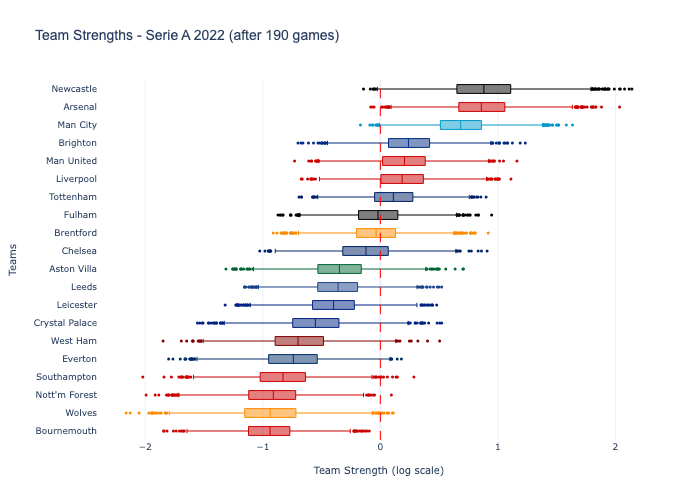 Team Strengths - Serie A 2022 (after 190 games)
Newcastle
Arsenal
Man City
Brighton
Man United
Liverpool
Tottenham
Fulham
Brentford
Chelsea
Aston Villa
Leeds
Leicester
Crystal Palace
West Ham
Everton
Southampton
Nott'm Forest
Wolves
Bournemouth
Teams
−2 −1 0 1 2
Team Strength (log scale)